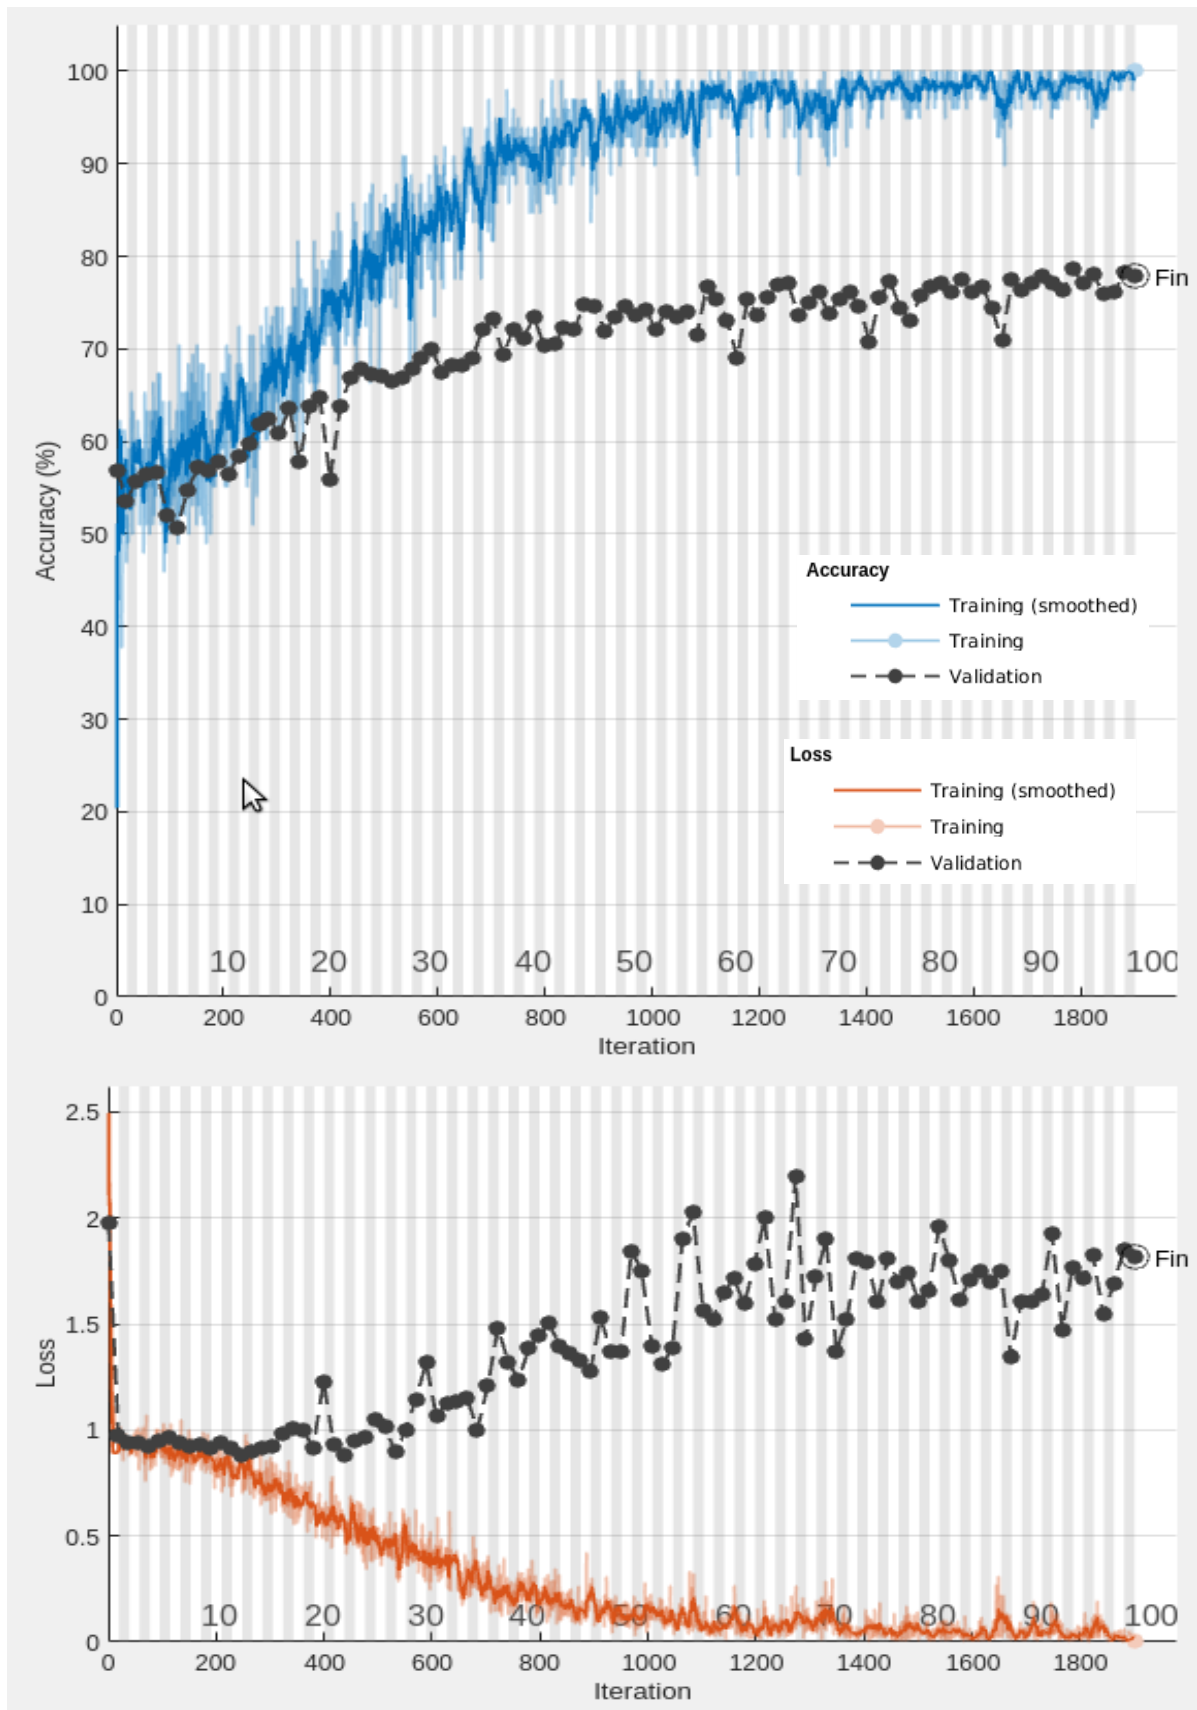 100
90
80
Fin
70
60
50
40
30
20
10
0
Accuracy (%)
Accuracy
Training (smoothed)
Training
Validation
Loss
Training (smoothed)
Training
Validation
10 20 30 40 50 60 70 80 90 100
0 200 400 600 800 1000 1200 1400 1600 1800
Iteration
2.5
2
Fin
1.5
1
0.5
0
Loss
10 20 30 40 50 60 70 80 90 100
0 200 400 600 800 1000 1200 1400 1600 1800
Iteration